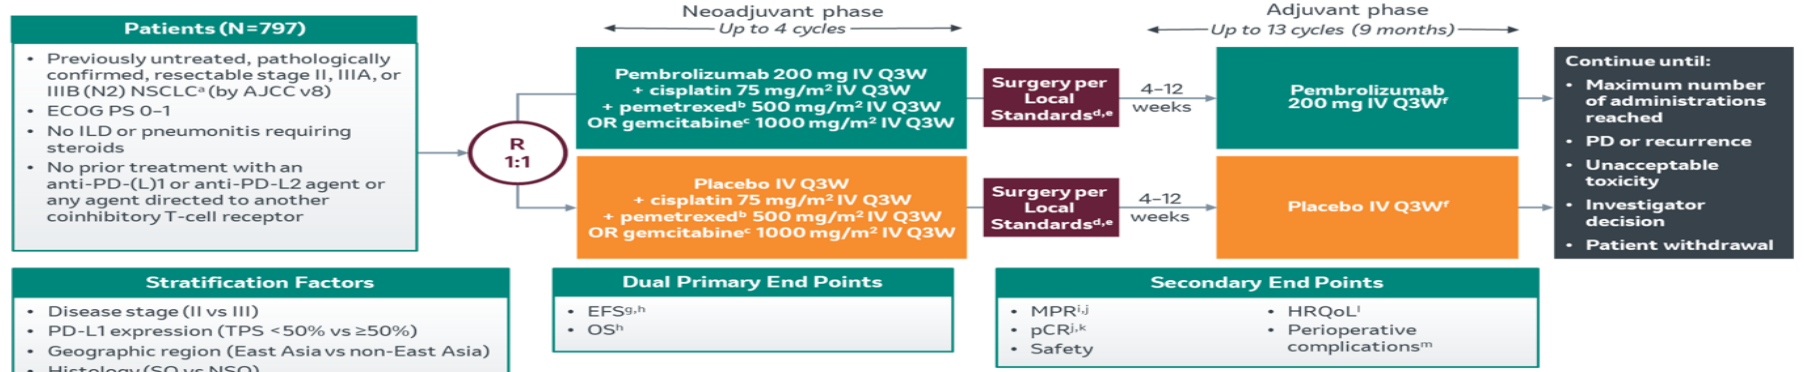 Patients (N=797)
• Previously untreated, pathologically
confirmed, resectable stage II, IIIA, or
IIIB (N2) NSCLCᵃ (by AJCC v8)
• ECOG PS 0–1
• No ILD or pneumonitis requiring
steroids
• No prior treatment with an
anti-PD-(L)1 or anti-PD-L2 agent or
any agent directed to another
coinhibitory T-cell receptor
R
1:1
Neoadjuvant phase
Up to 4 cycles
Pembrolizumab 200 mg IV Q3W
+ cisplatin 75 mg/m² IV Q3W
+ pemetrexedᵇ 500 mg/m² IV Q3W
OR gemcitabineᶜ 1000 mg/m² IV Q3W
Placebo IV Q3W
+ cisplatin 75 mg/m² IV Q3W
+ pemetrexedᵇ 500 mg/m² IV Q3W
OR gemcitabineᶜ 1000 mg/m² IV Q3W
Surgery per
Local
Standardsᵈ,ᵉ
Surgery per
Local
Standardsᵈ,ᵉ
4–12
weeks
4–12
weeks
Adjuvant phase
Up to 13 cycles (9 months)
Pembrolizumab
200 mg IV Q3Wᶠ
Placebo IV Q3Wᶠ
Continue until:
• Maximum number
of administrations
reached
• PD or recurrence
• Unacceptable
toxicity
• Investigator
decision
• Patient withdrawal
Stratification Factors
• Disease stage (II vs III)
• PD-L1 expression (TPS <50% vs ≥50%)
• Geographic region (East Asia vs non-East Asia)
• Histology (SQ vs NSQ)
Dual Primary End Points
• EFSᵍ,ʰ
• OSʰ
Secondary End Points
• MPRⁱ,ʲ
• pCRʲ,ᵏ
• Safety
• HRQoLˡ
• Perioperative
complicationsᵐ